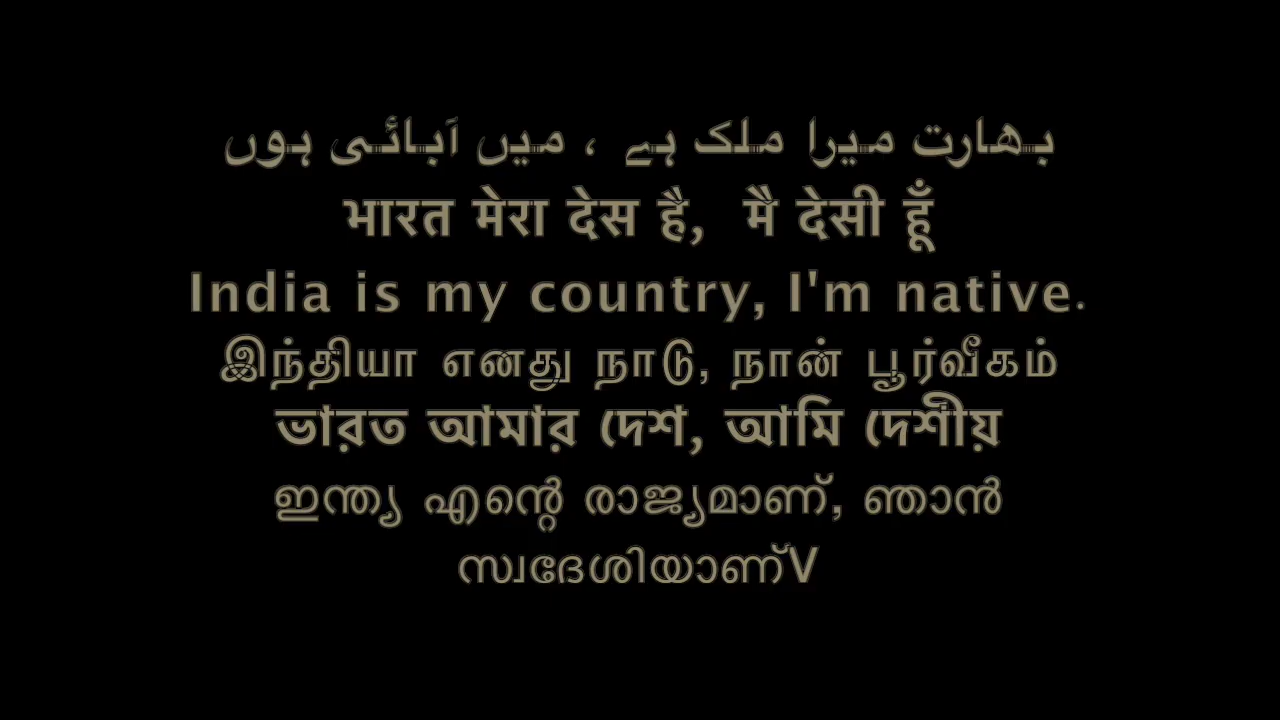 بھارت میرا ملک ہے ، میں آبائی ہوں
भारत मेरा देस है, मै देसी हूँ
India is my country, I'm native.
இந்தியா எனது நாடு, நான் பூர்வீகம்
ভারত আমার দেশ, আমি দেশীয়
ഇന്ത്യ എന്റെ രാജ്യമാണ്, ഞാൻ
സ്വദേശിയാണ്V